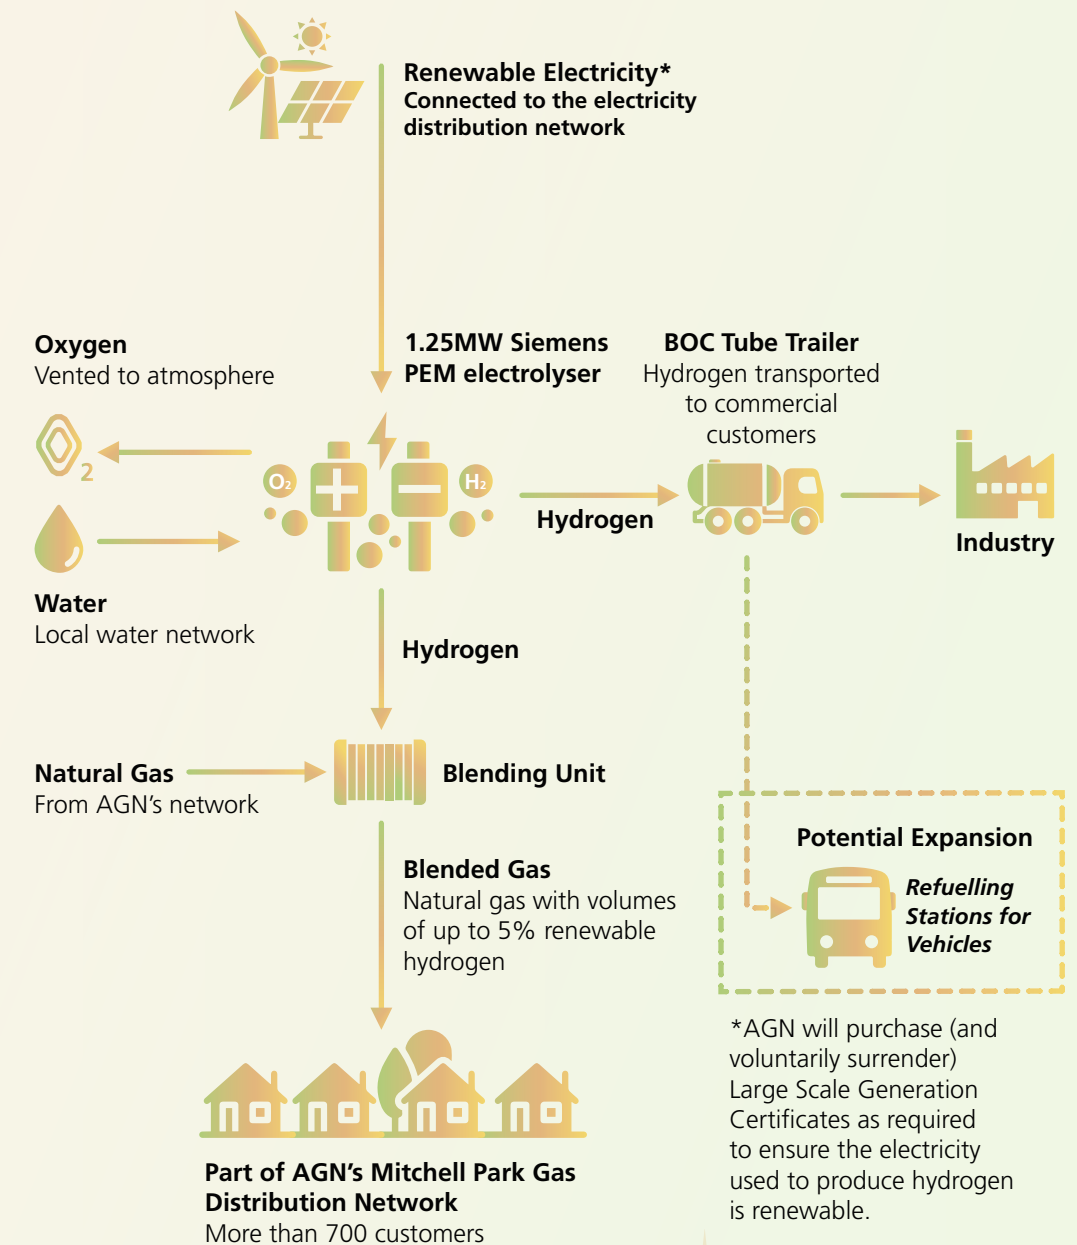 Renewable Electricity*
Connected to the electricity
distribution network
Oxygen
Vented to atmosphere
2
1.25MW Siemens
PEM electrolyser
BOC Tube Trailer
Hydrogen transported
to commercial
customers
O₂
H₂
Hydrogen
Industry
Water
Local water network
Hydrogen
Natural Gas
From AGN's network
Blending Unit
Blended Gas
Natural gas with volumes
of up to 5% renewable
hydrogen
Potential Expansion
Refuelling
Stations for
Vehicles
*AGN will purchase (and
voluntarily surrender)
Large Scale Generation
Certificates as required
to ensure the electricity
used to produce hydrogen
is renewable.
Part of AGN's Mitchell Park Gas
Distribution Network
More than 700 customers